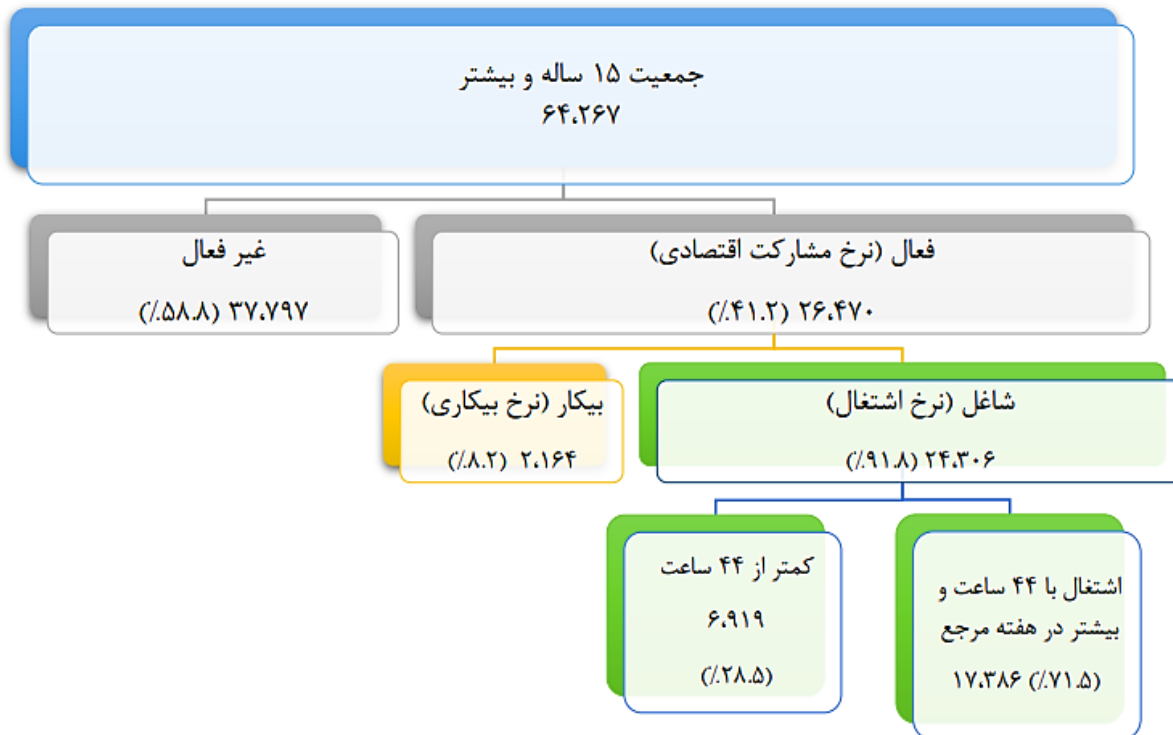 جمعیت ۱۵ ساله و بیشتر
۶۴،۲۶۷
فعال (نرخ مشارکت اقتصادی)
۲۶،۴۷۰ (٪۴۱.۲)
غیر فعال
۳۷،۷۹۷ (٪۵۸.۸)
شاغل (نرخ اشتغال)
۲۴،۳۰۶ (٪۹۱.۸)
بیکار (نرخ بیکاری)
۲،۱۶۴ (٪۸.۲)
اشتغال با ۴۴ ساعت و
بیشتر در هفته مرجع
(٪۷۱.۵) ۱۷،۳۸۶
کمتر از ۴۴ ساعت
۶،۹۱۹
(٪۲۸.۵)